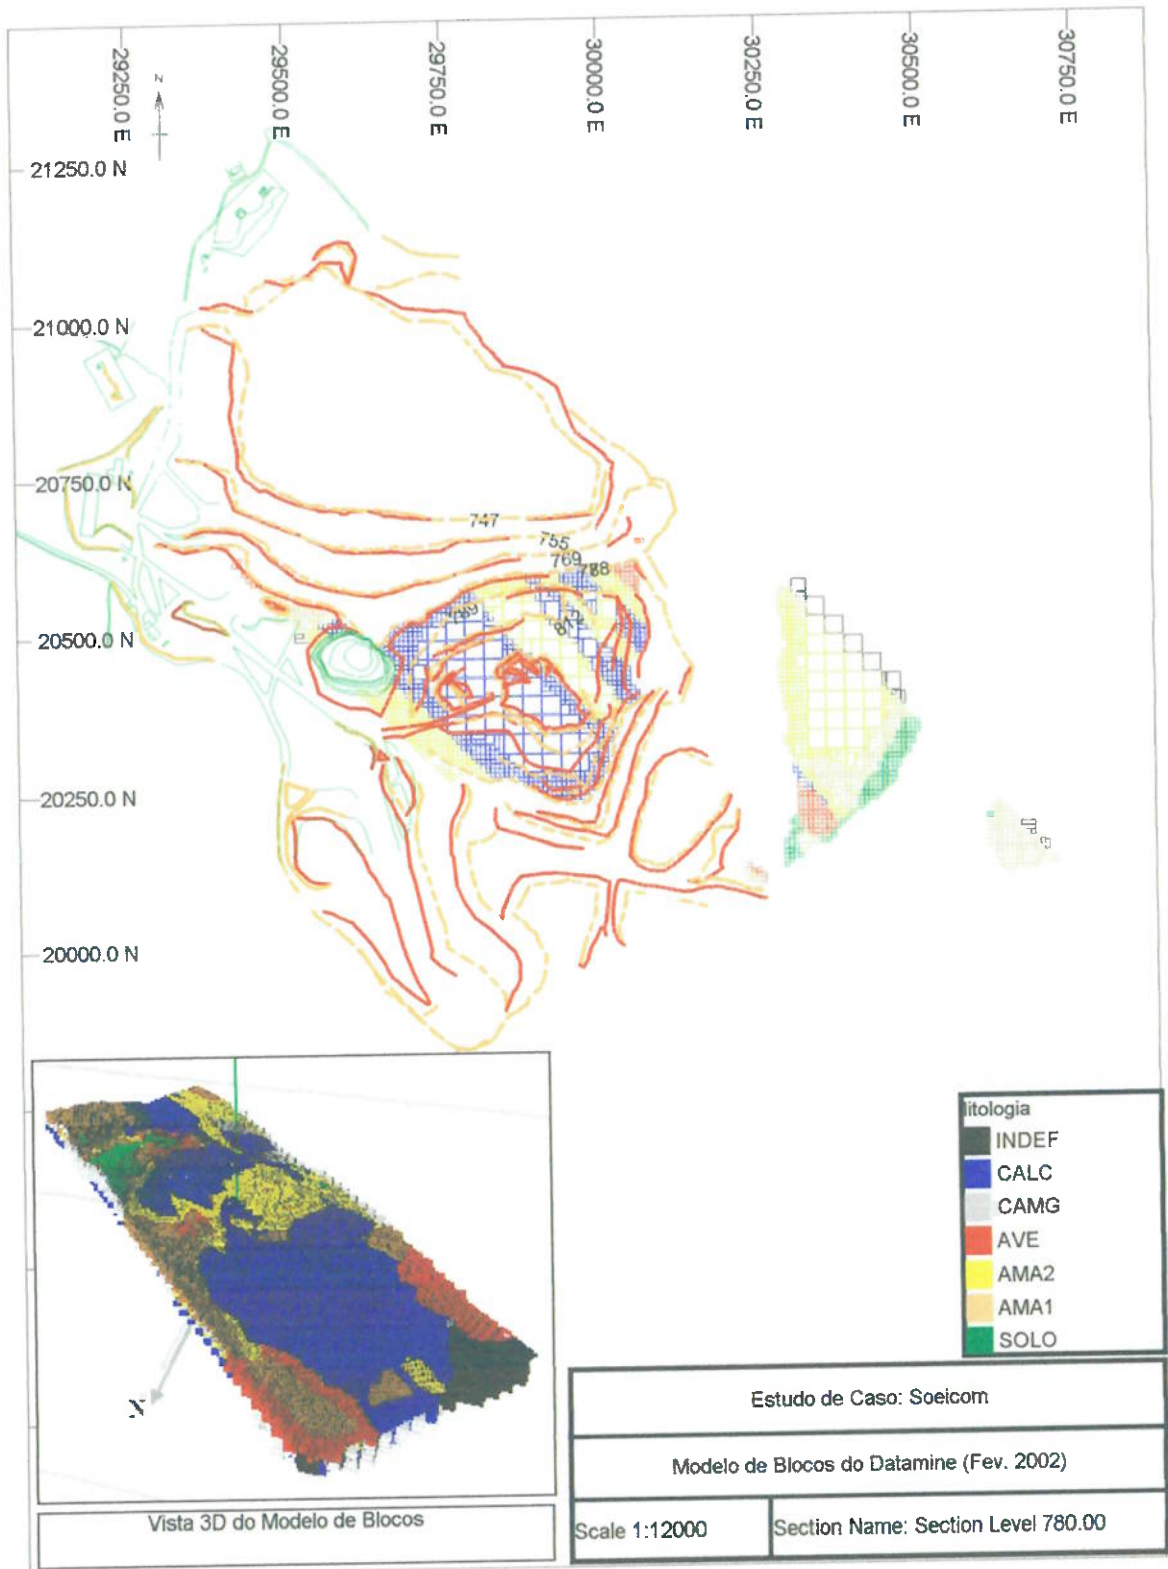 29250.0 E
29500.0 E
29750.0 E
30000.0 E
30250.0 E
30500.0 E
30750.0 E
21250.0 N
21000.0 N
20750.0 N
747
755
769
20500.0 N
20250.0 N
20000.0 N
litologia
INDEF
CALC
CAMG
AVE
AMA2
AMA1
SOLO
Estudo de Caso: Soeicom
Modelo de Blocos do Datamine (Fev. 2002)
Vista 3D do Modelo de Blocos
Scale 1:12000
Section Name: Section Level 780.00